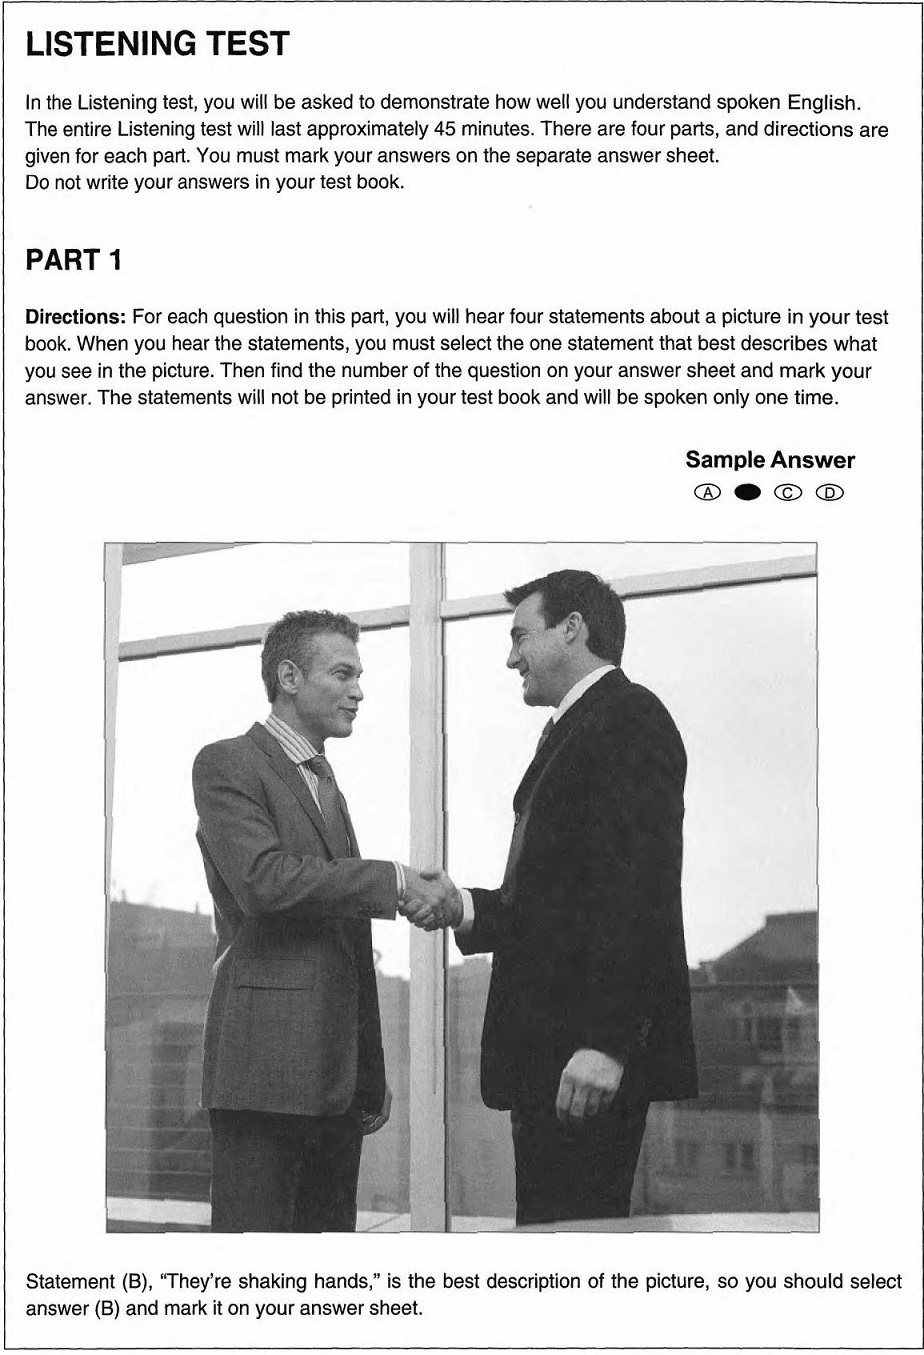 LISTENING TEST
In the Listening test, you will be asked to demonstrate how well you understand spoken English.
The entire Listening test will last approximately 45 minutes. There are four parts, and directions are
given for each part. You must mark your answers on the separate answer sheet.
Do not write your answers in your test book.
PART 1
Directions: For each question in this part, you will hear four statements about a picture in your test
book. When you hear the statements, you must select the one statement that best describes what
you see in the picture. Then find the number of the question on your answer sheet and mark your
answer. The statements will not be printed in your test book and will be spoken only one time.
Sample Answer
A C D
Statement (B), “They’re shaking hands,” is the best description of the picture, so you should select
answer (B) and mark it on your answer sheet.